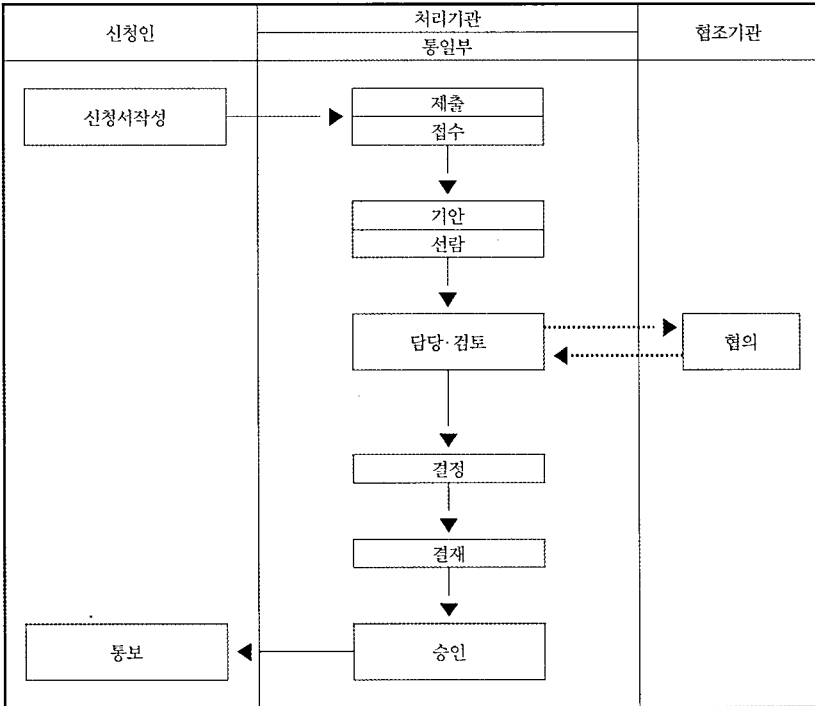 신청인
처리기관
협조기관
통일부
신청서작성
제출
접수
기안
선람
담당·검토
협의
결정
결재
통보
승인